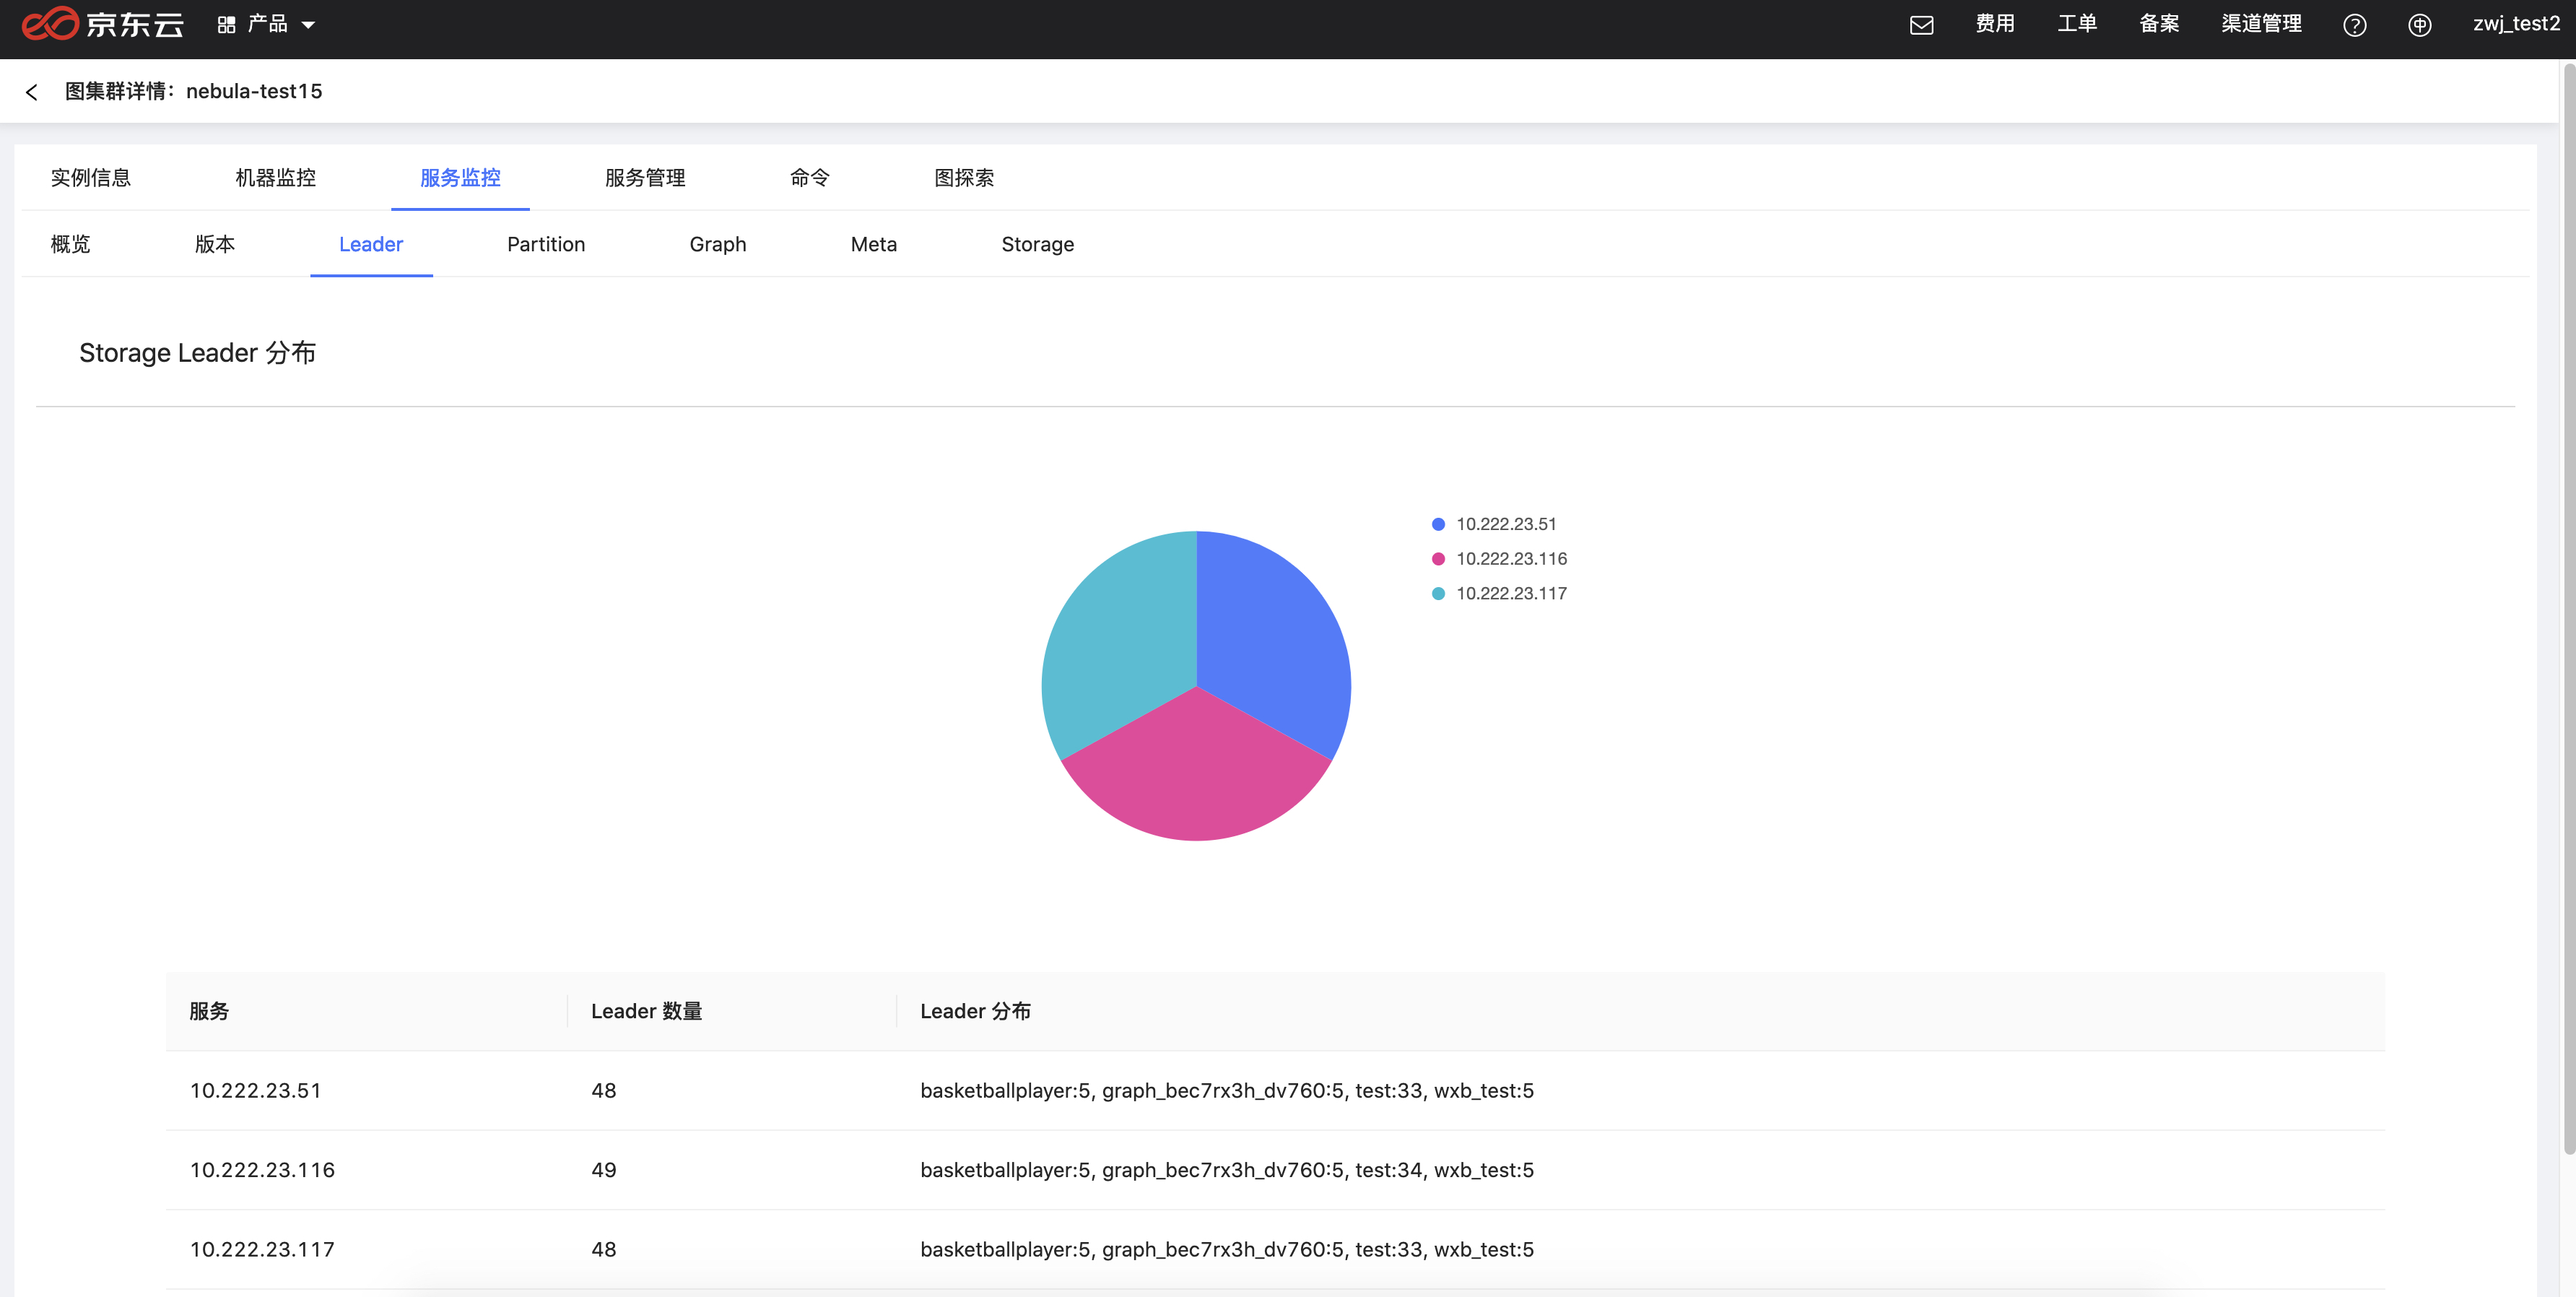 京东云 产品 费用 工单 备案 渠道管理 ? 中 zwj_test2
图集群详情：nebula-test15
实例信息 机器监控 服务监控 服务管理 命令 图探索
概览 版本 Leader Partition Graph Meta Storage
Storage Leader 分布
10.222.23.51
10.222.23.116
10.222.23.117
服务 Leader 数量 Leader 分布
10.222.23.51 48 basketballplayer:5, graph_bec7rx3h_dv760:5, test:33, wxb_test:5
10.222.23.116 49 basketballplayer:5, graph_bec7rx3h_dv760:5, test:34, wxb_test:5
10.222.23.117 48 basketballplayer:5, graph_bec7rx3h_dv760:5, test:33, wxb_test:5